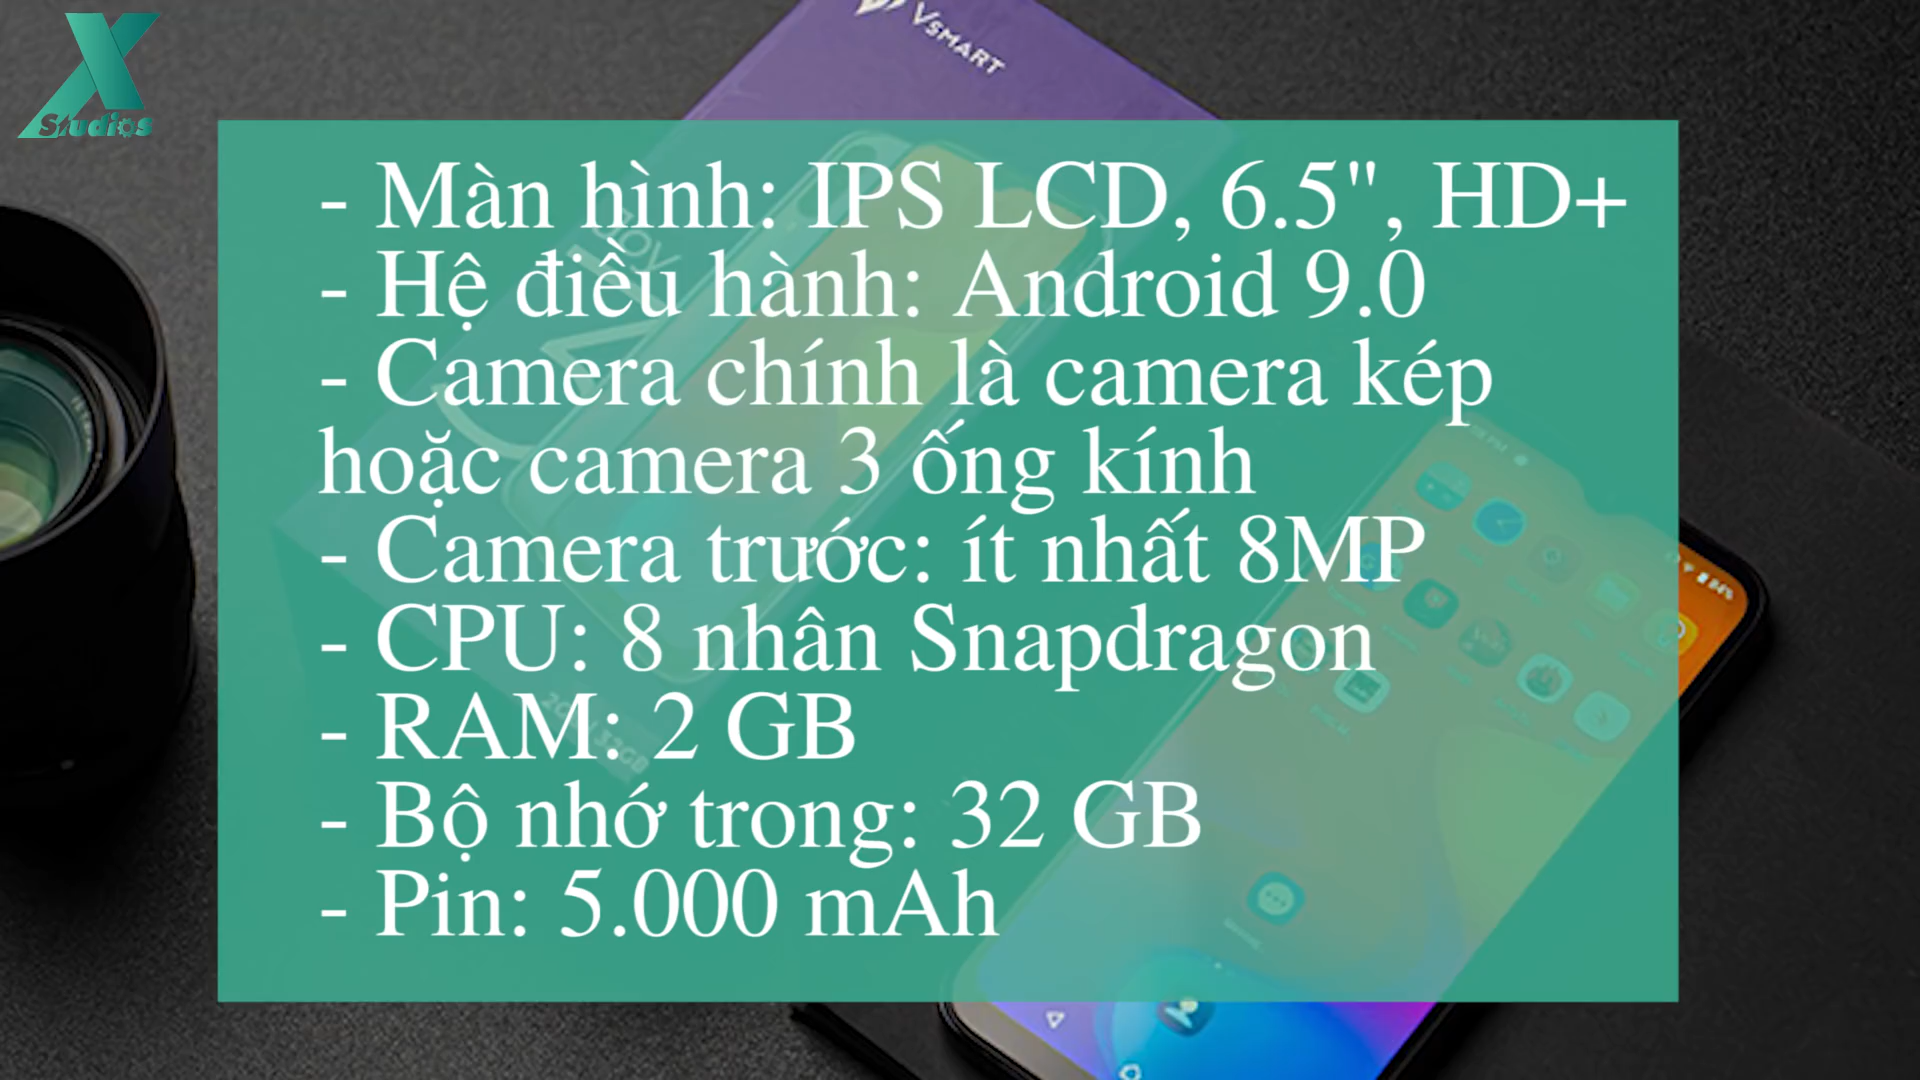 X
Studios
VSMART
- Màn hình: IPS LCD, 6.5", HD+
- Hệ điều hành: Android 9.0
- Camera chính là camera kép
hoặc camera 3 ống kính
- Camera trước: ít nhất 8MP
- CPU: 8 nhân Snapdragon
- RAM: 2 GB
- Bộ nhớ trong: 32 GB
- Pin: 5.000 mAh